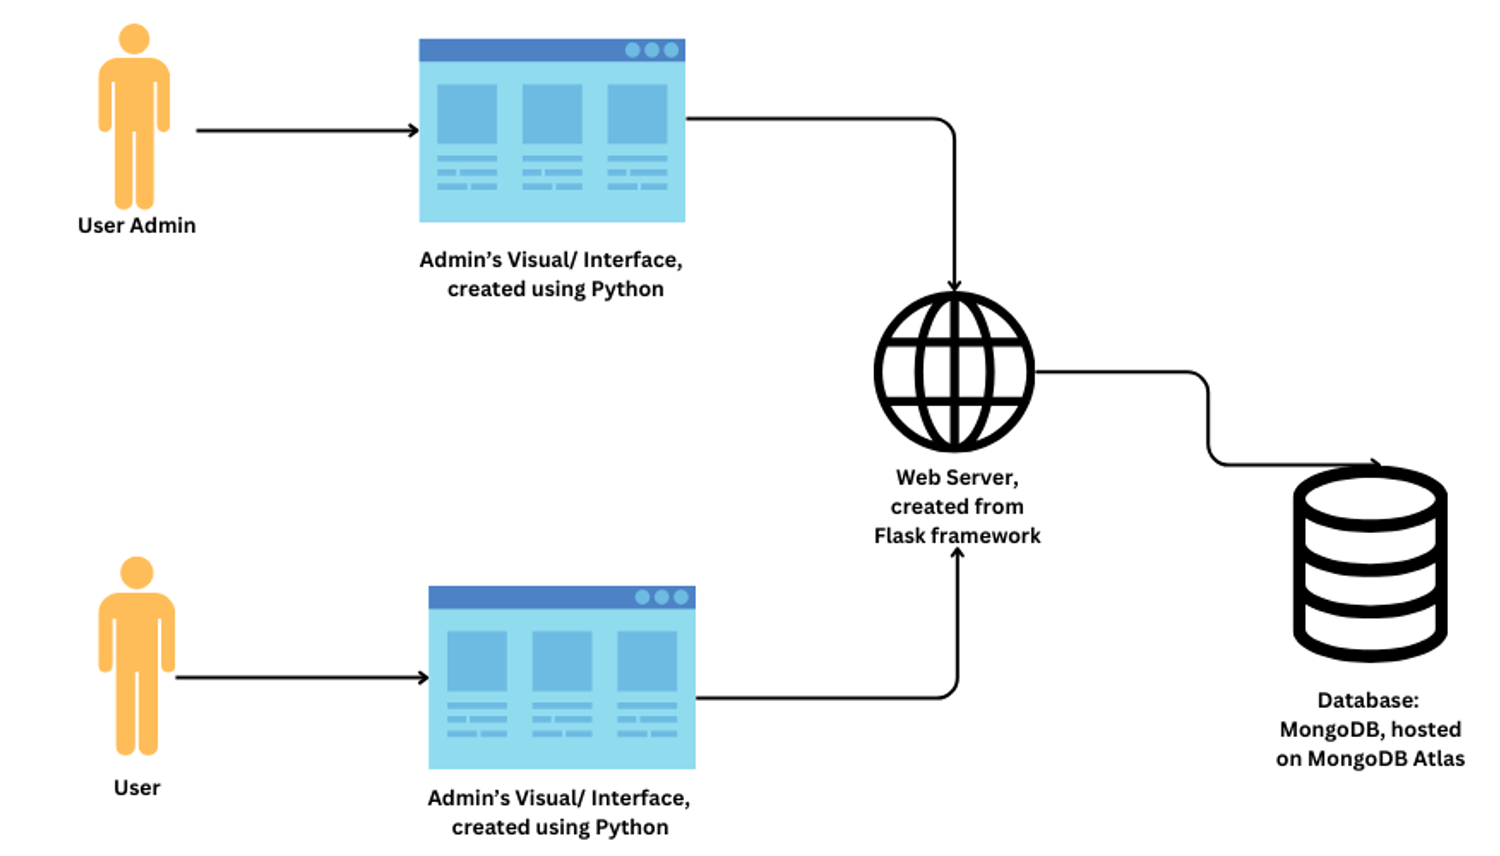 User Admin
Admin’s Visual/ Interface,
created using Python
Web Server,
created from
Flask framework
User
Admin’s Visual/ Interface,
created using Python
Database:
MongoDB, hosted
on MongoDB Atlas